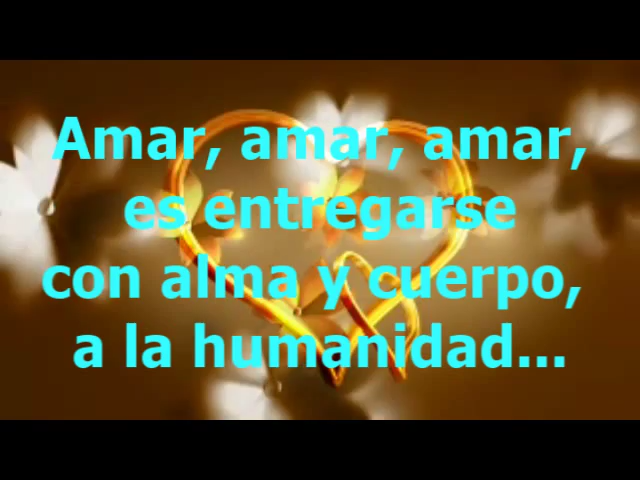 Amar, amar, amar,
es entregarse
con alma y cuerpo,
a la humanidad...